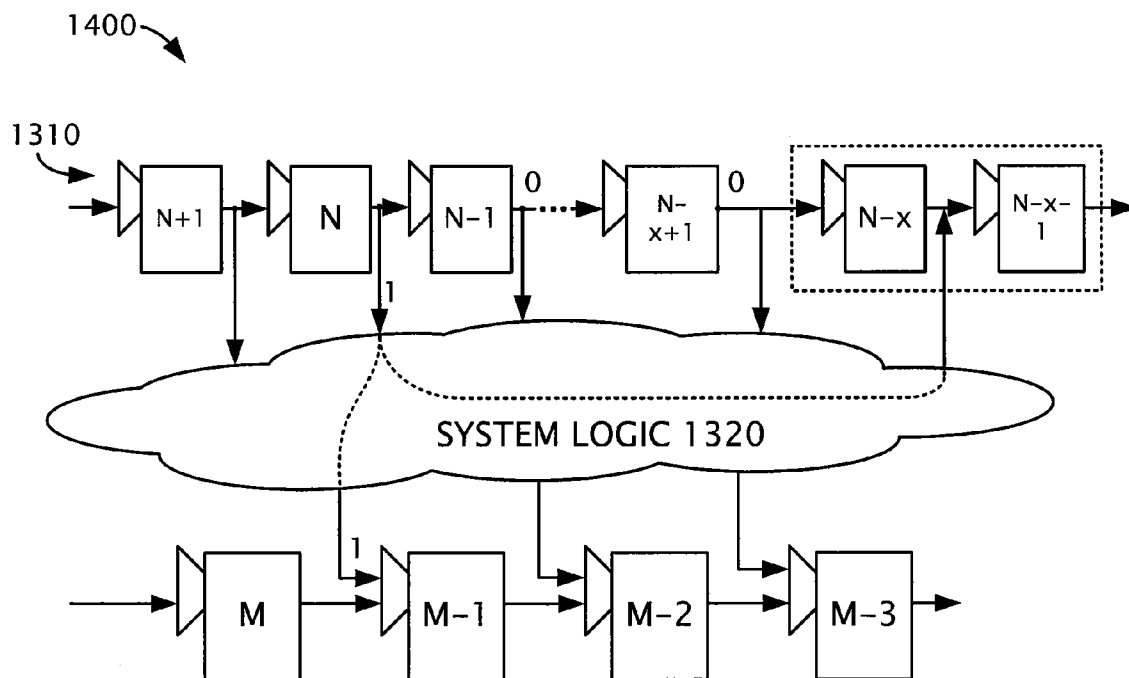 1400
1310
N+1
N
N-1
0
N-
x+1
0
N-x
N-x-
1
1
SYSTEM LOGIC 1320
1
M
M-1
M-2
M-3